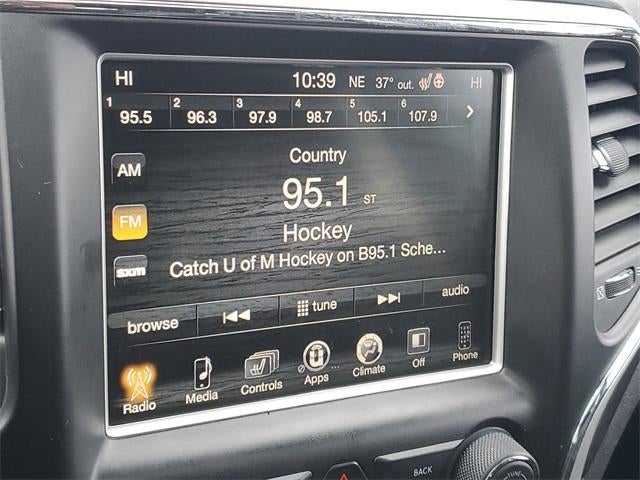 HI 10:39 NE 37° out. HI
1 2 3 4 5 6
95.5 96.3 97.9 98.7 105.1 107.9
Country
AM
95.1 ST
FM
Hockey
Catch U of M Hockey on B95.1 Sche...
sxm
browse tune audio
Radio Media Controls Apps Climate Off Phone
BACK
TUNE